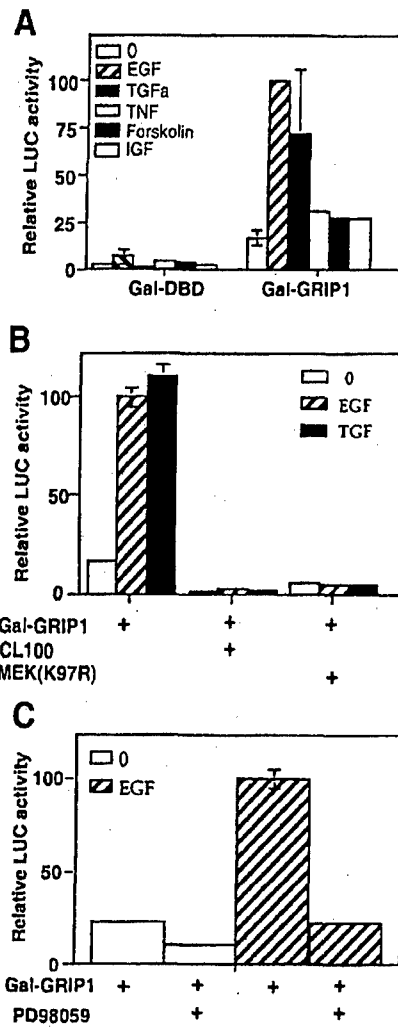 A
Relative LUC activity
100
75
50
25
0
0
EGF
TGFa
TNF
Forskolin
IGF
Gal-DBD Gal-GRIP1
B
Relative LUC activity
100
50
0
0
EGF
TGF
Gal-GRIP1 + + +
CL100 +
MEK(K97R) +
C
Relative LUC activity
100
50
0
0
EGF
Gal-GRIP1 + + + +
PD98059 + +